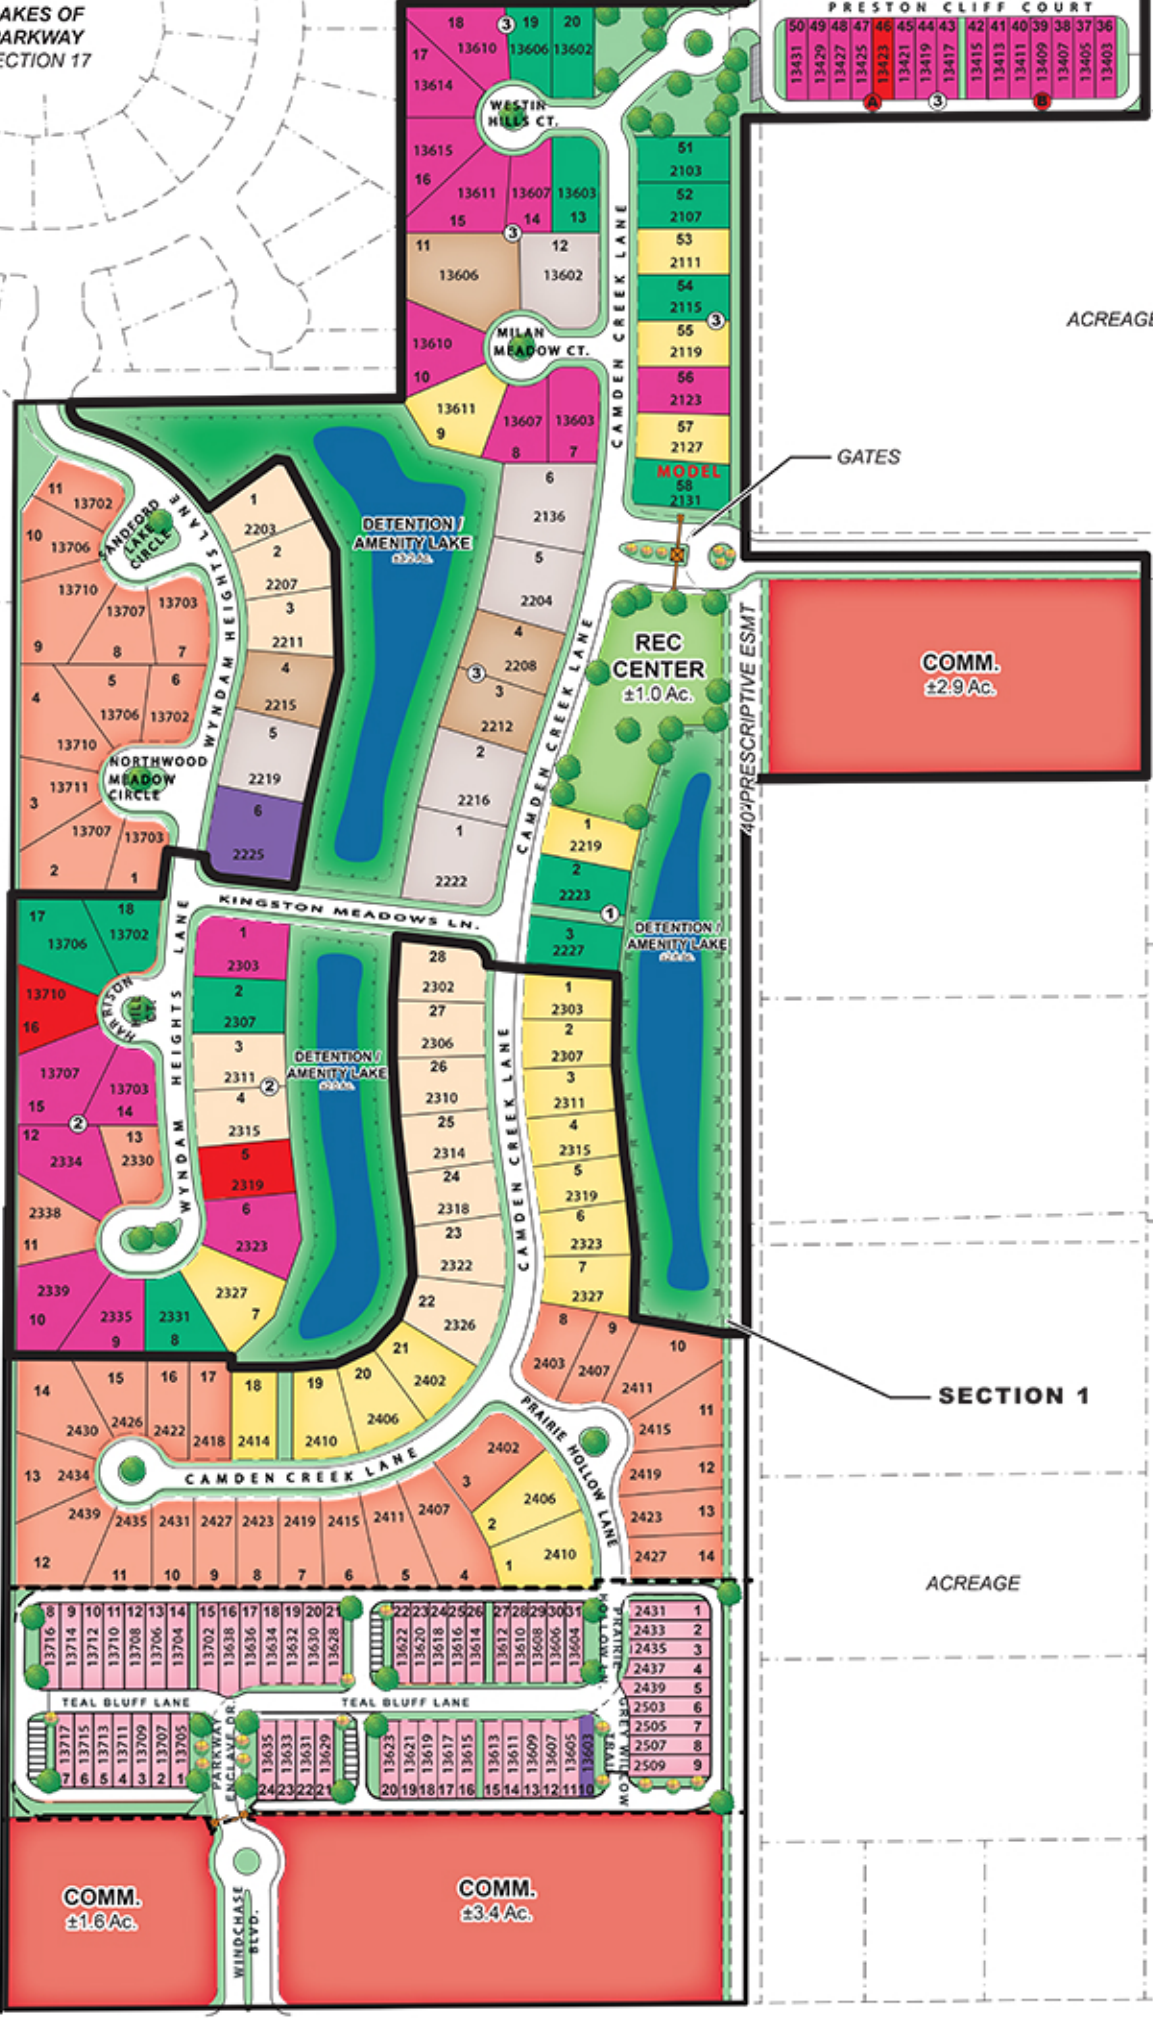 AKES OF
ARKWAY
ECTION 17
PRESTON CLIFF COURT
50 49 48 47 46 45 44 43 42 41 40 39 38 37 36
13431 13429 13427 13425 13423 13421 13419 13417 13415 13413 13411 13409 13407 13405 13403
A 3 B
18 3 19 20
13610 13606 13602
17
13614
WESTIN
HILLS CT.
13615
16
13611 13607 13603
15 14 13
3
51
2103
52
2107
53
2111
54
2115
3
55
2119
56
2123
57
2127
MODEL
58
2131
CAMDEN CREEK LANE
CAMDEN CREEK LANE
11 12
13606 13602
13610
10
MILAN
MEADOW CT.
13611
9
13607 13603
8 7
ACREAGE
GATES
6
2136
5
2204
4
2208
3
3
2212
2
2216
1
2222
DETENTION /
AMENITY LAKE
11
13702
10
13706
13710
9
SANDFORD
LAKE
CIRCLE
13707 13703
8 7
WYNDAM HEIGHTS LANE
1
2203
2
2207
3
2211
4
2215
5
2219
6
2225
4 5 6
13706 13702
13710
NORTHWOOD
MEADOW
CIRCLE
13711
3
13707 13703
2 1
REC
CENTER
±1.0 Ac.
COMM.
±2.9 Ac.
40' PRESCRIPTIVE ESMT
CAMDEN CREEK LANE
1
2219
2
2223
1
3
2227
DETENTION /
AMENITY LAKE
KINGSTON MEADOWS LN.
17 18
13706 13702
13710
16
HARRISON
HILL
CT.
13707 13703
15 14
2
12 13
2334 2330
2338
11
2339
10
2335
9
2331
8
WYNDAM HEIGHTS LANE
1
2303
2
2307
3
2311
2
4
2315
5
2319
6
2323
2327
7
DETENTION /
AMENITY LAKE
28
2302
27
2306
26
2310
25
2314
24
2318
23
2322
22
2326
21
2402
20
2406
19
2410
18
2414
CAMDEN CREEK LANE
1
2303
2
2307
3
2311
4
2315
5
2319
6
2323
7
2327
SECTION 1
14 15 16 17
2430 2426 2422 2418
13 2434
2439 2435 2431 2427 2423 2419 2415 2411 2407
12 11 10 9 8 7 6 5 4
CAMDEN CREEK LANE
8 9 10
2403 2407 2411
11
2415
2419 12
2423 13
2427 14
PRAIRIE HOLLOW LANE
2402
3
2406
2
2410
1
ACREAGE
8 9 10 11 12 13 14 15 16 17 18 19 20 21 22 23 24 25 26 27 28 29 30 31
13716 13714 13712 13710 13708 13706 13704 13702 13638 13636 13634 13632 13630 13628 13622 13620 13618 13616 13614 13612 13610 13608 13606 13604
PRAIRIE
HOLLOW LN.
2431 1
2433 2
2435 3
2437 4
2439 5
2503 6
2505 7
2507 8
2509 9
TEAL BLUFF LANE TEAL BLUFF LANE
13717 13715 13713 13711 13709 13707 13705 13635 13633 13631 13629 13623 13621 13619 13617 13615 13613 13611 13609 13607 13605 13603
7 6 5 4 3 2 1 24 23 22 21 20 19 18 17 16 15 14 13 12 11 10
PARKWAY
ENCLAVE DR.
GREY WILLOW
TRAIL
COMM.
±1.6 Ac.
COMM.
±3.4 Ac.
WINDCHASE
BLVD.